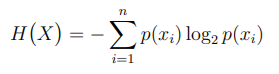 H(X) = − ∑_{i=1}^{n} p(x_i) log_2 p(x_i)